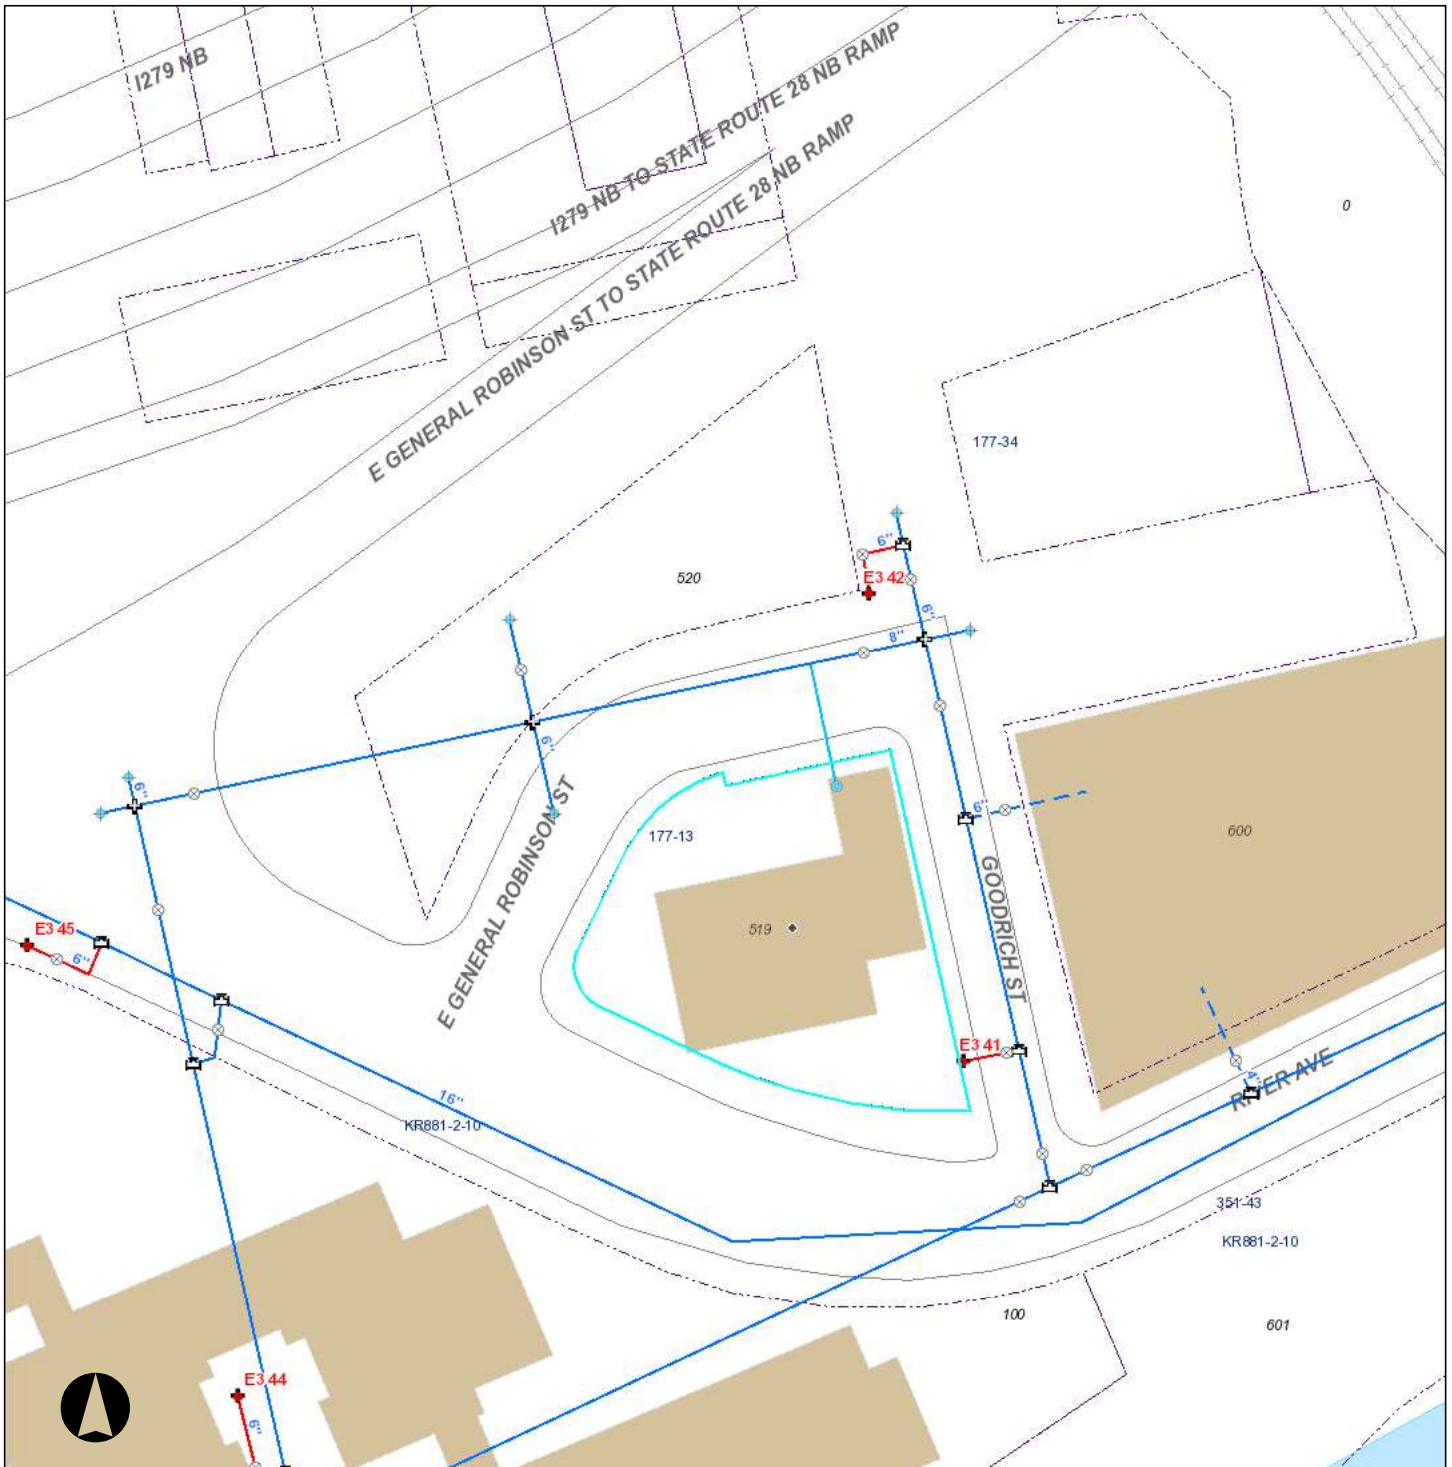 I279 NB
I279 NB TO STATE ROUTE 28 NB RAMP
E GENERAL ROBINSON ST TO STATE ROUTE 28 NB RAMP
0
177-34
6"
E3 42
520
6"
8"
6"
6"
177-13
6"
600
E GENERAL ROBINSON ST
GOODRICH ST
519
E3 45
6"
E3 41
4"
RIVER AVE
16"
KR881-2-10
351-43
KR881-2-10
100
601
E3 44
6"